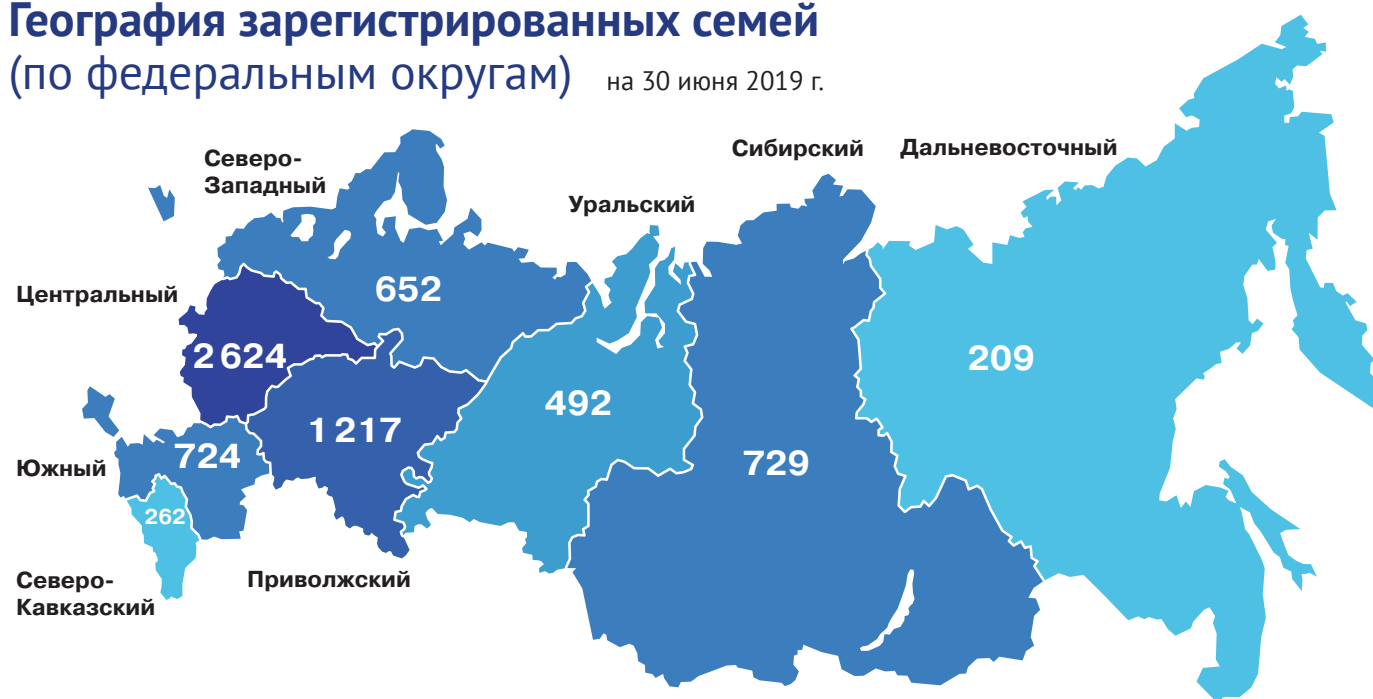 География зарегистрированных семей
(по федеральным округам) на 30 июня 2019 г.
Северо-
Западный
Сибирский
Дальневосточный
Уральский
Центральный
652
2 624
209
492
1 217
724
729
Южный
262
Северо-
Кавказский
Приволжский